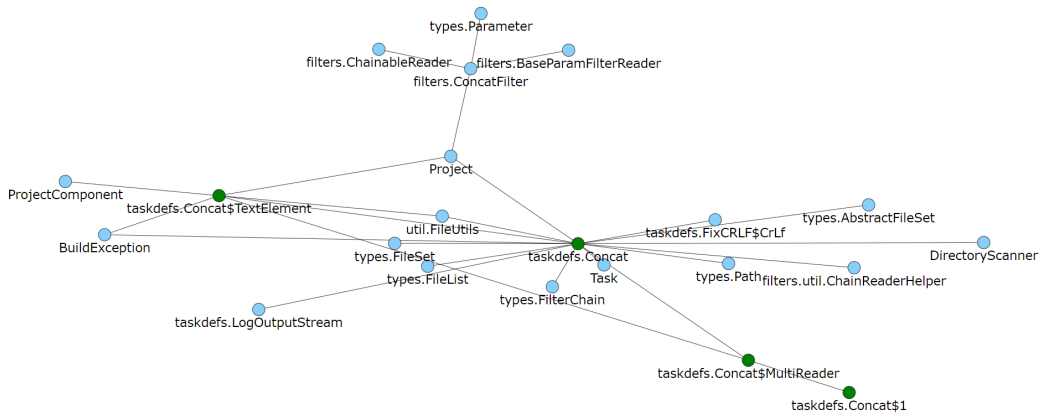 types.Parameter
filters.ChainableReader
filters.BaseParamFilterReader
filters.ConcatFilter
Project
ProjectComponent
taskdefs.Concat$TextElement
types.AbstractFileSet
util.FileUtils
taskdefs.FixCRLF$CrLf
BuildException
types.FileSet
taskdefs.Concat
DirectoryScanner
types.FileList
Task
types.Path
filters.util.ChainReaderHelper
types.FilterChain
taskdefs.LogOutputStream
taskdefs.Concat$MultiReader
taskdefs.Concat$1